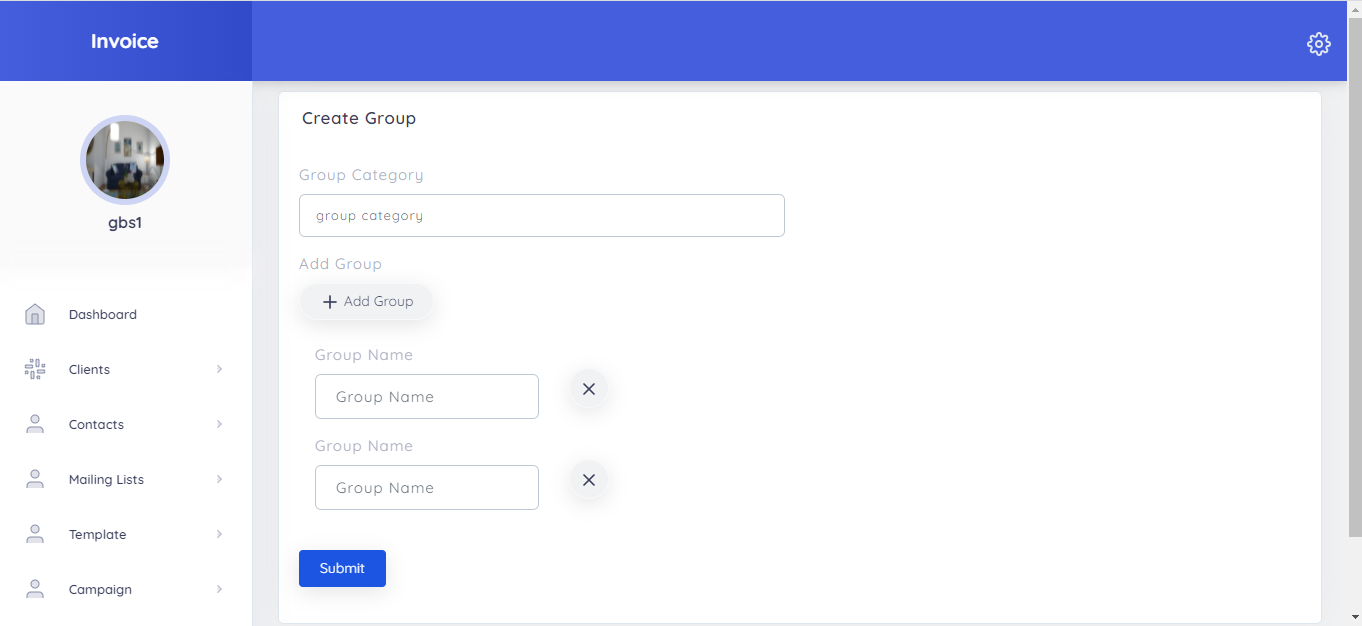 Invoice
gbs1
Dashboard
Clients
Contacts
Mailing Lists
Template
Campaign
Create Group
Group Category
group category
Add Group
Add Group
Group Name
Group Name
Group Name
Group Name
Submit